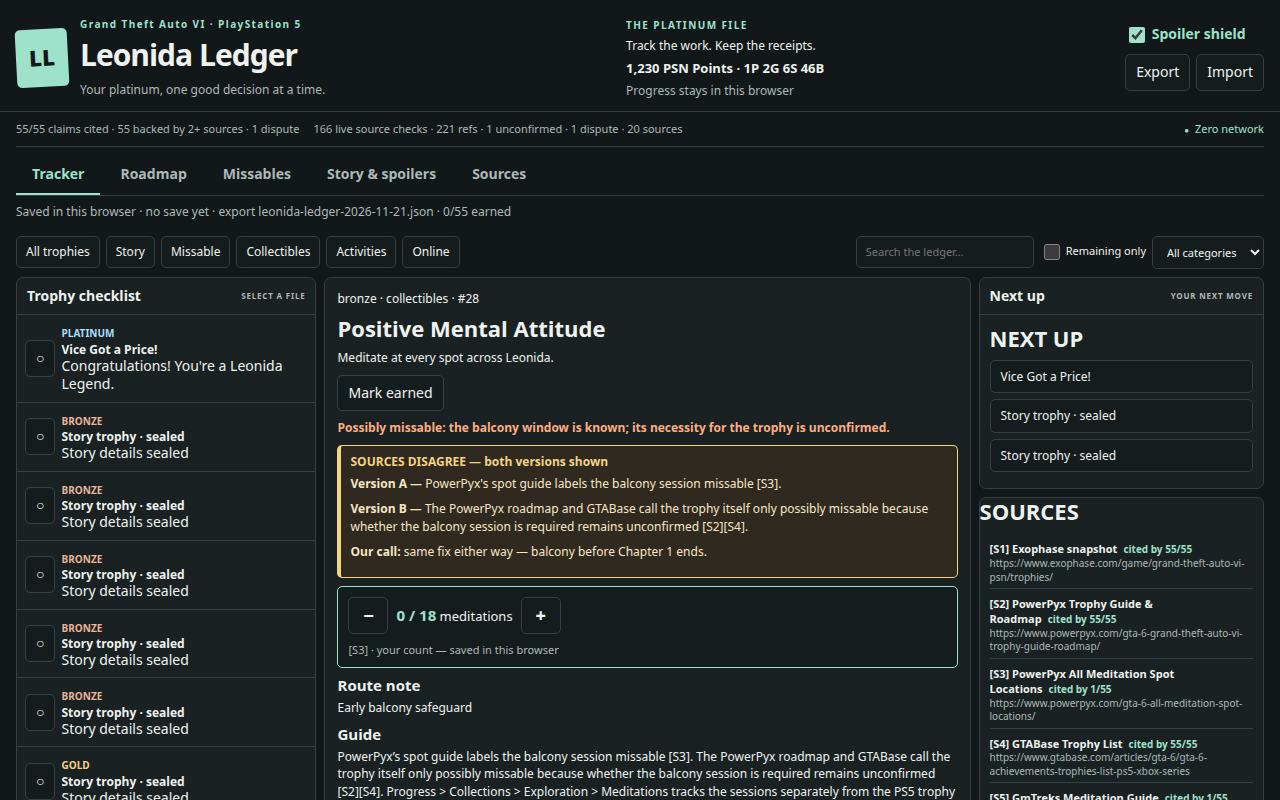 LL
Grand Theft Auto VI · PlayStation 5
Leonida Ledger
Your platinum, one good decision at a time.
THE PLATINUM FILE
Track the work. Keep the receipts.
1,230 PSN Points · 1P 2G 6S 46B
Progress stays in this browser
Spoiler shield
Export
Import
55/55 claims cited · 55 backed by 2+ sources · 1 dispute
166 live source checks · 221 refs · 1 unconfirmed · 1 dispute · 20 sources
● Zero network
Tracker
Roadmap
Missables
Story & spoilers
Sources
Saved in this browser · no save yet · export leonida-ledger-2026-11-21.json · 0/55 earned
All trophies
Story
Missable
Collectibles
Activities
Online
Search the ledger...
Remaining only
All categories
Trophy checklist
SELECT A FILE
PLATINUM
Vice Got a Price!
Congratulations! You're a Leonida
Legend.
BRONZE
Story trophy · sealed
Story details sealed
BRONZE
Story trophy · sealed
Story details sealed
BRONZE
Story trophy · sealed
Story details sealed
BRONZE
Story trophy · sealed
Story details sealed
BRONZE
Story trophy · sealed
Story details sealed
GOLD
Story trophy · sealed
Story details sealed
bronze · collectibles · #28
Positive Mental Attitude
Meditate at every spot across Leonida.
Mark earned
Possibly missable: the balcony window is known; its necessity for the trophy is unconfirmed.
SOURCES DISAGREE — both versions shown
Version A — PowerPyx's spot guide labels the balcony session missable [S3].
Version B — The PowerPyx roadmap and GTABase call the trophy itself only possibly missable because
whether the balcony session is required remains unconfirmed [S2][S4].
Our call: same fix either way — balcony before Chapter 1 ends.
− 0 / 18 meditations +
[S3] · your count — saved in this browser
Route note
Early balcony safeguard
Guide
PowerPyx's spot guide labels the balcony session missable [S3]. The PowerPyx roadmap and GTABase call the
trophy itself only possibly missable because whether the balcony session is required remains unconfirmed
[S2][S4]. Progress > Collections > Exploration > Meditations tracks the sessions separately from the PS5 trophy
Next up
YOUR NEXT MOVE
NEXT UP
Vice Got a Price!
Story trophy · sealed
Story trophy · sealed
SOURCES
[S1] Exophase snapshot cited by 55/55
https://www.exophase.com/game/grand-theft-auto-vi-
psn/trophies/
[S2] PowerPyx Trophy Guide &
Roadmap cited by 55/55
https://www.powerpyx.com/gta-6-grand-theft-auto-vi-
trophy-guide-roadmap/
[S3] PowerPyx All Meditation Spot
Locations cited by 1/55
https://www.powerpyx.com/gta-6-all-meditation-spot-
locations/
[S4] GTABase Trophy List cited by 55/55
https://www.gtabase.com/articles/gta-6/gta-6-
achievements-trophies-list-ps5-xbox-series
[S5] GmTreks Meditation Guide cited by 1/55